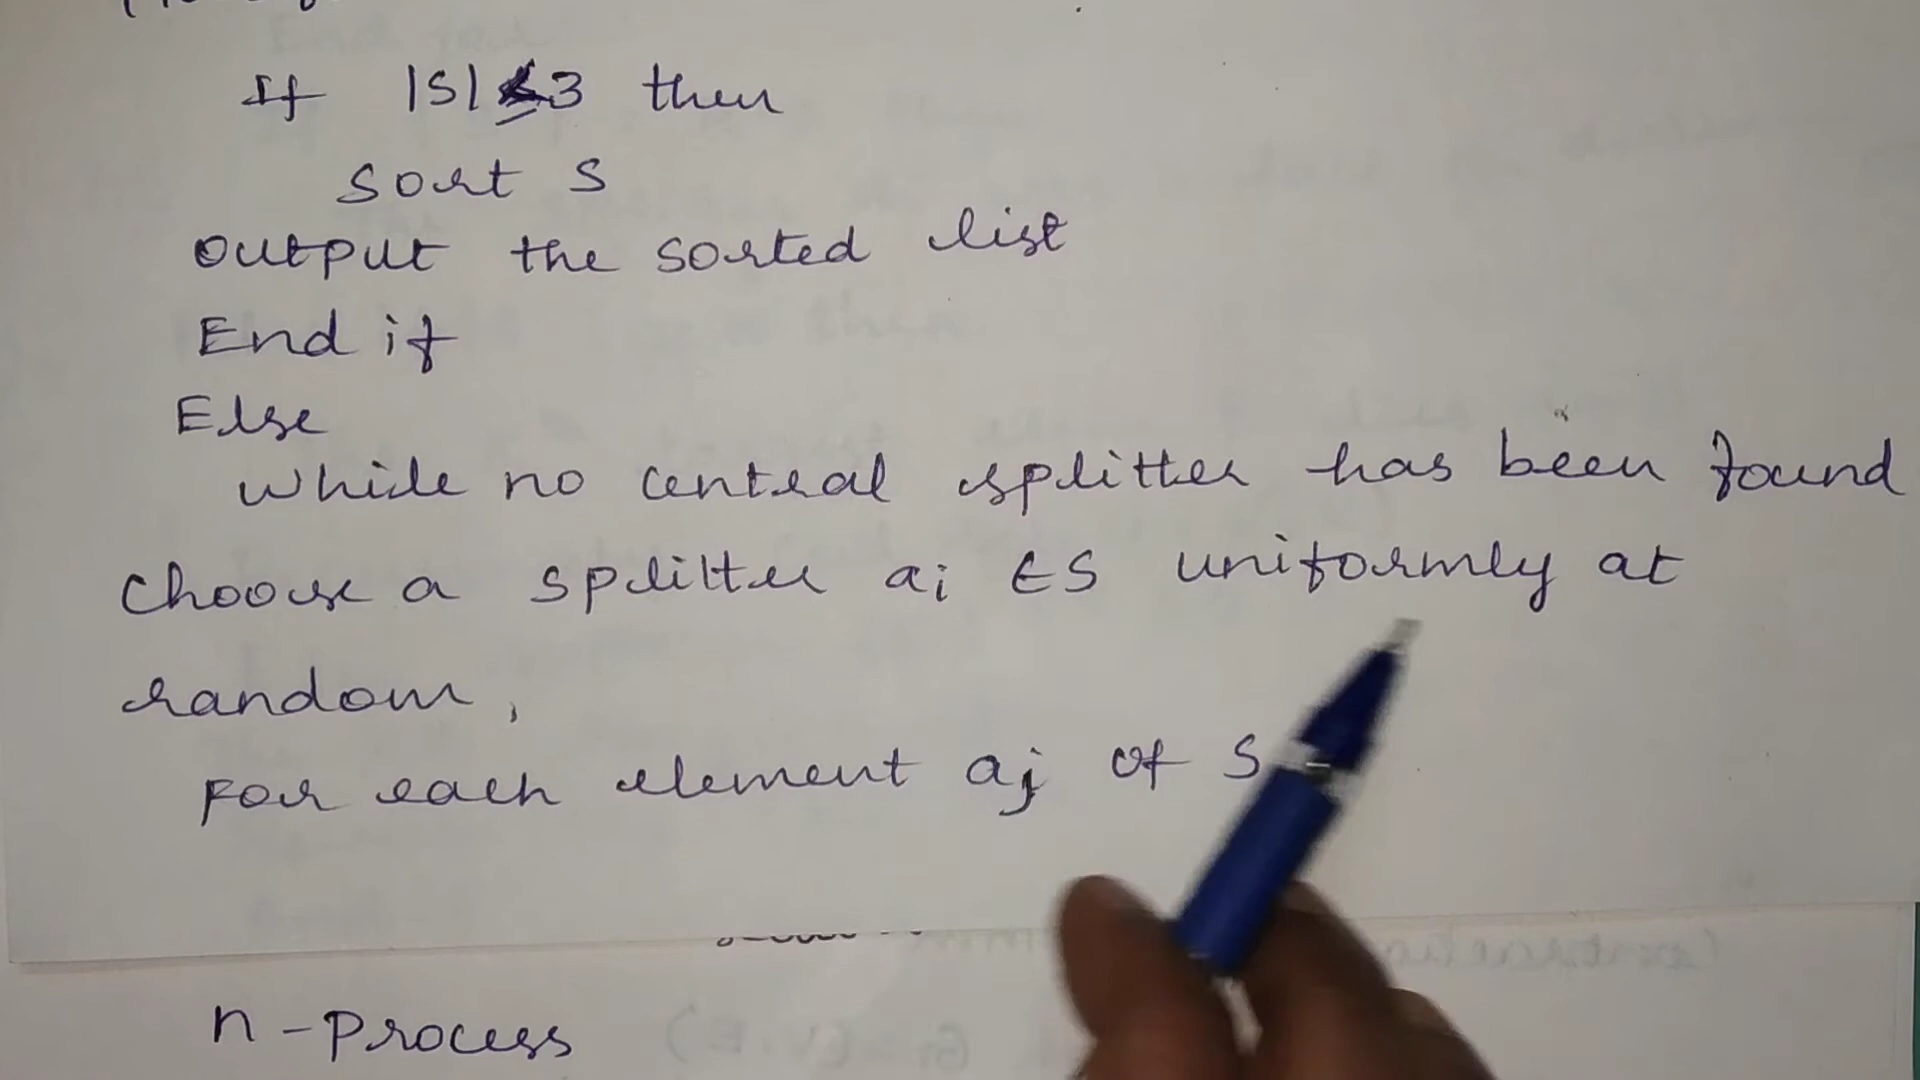 If |S| ≤ 3 then
Sort S
Output the sorted list
End if
Else
While no central splitter has been found
Choose a splitter ai ∈ S uniformly at
random,
For each element aj of S
n - Process